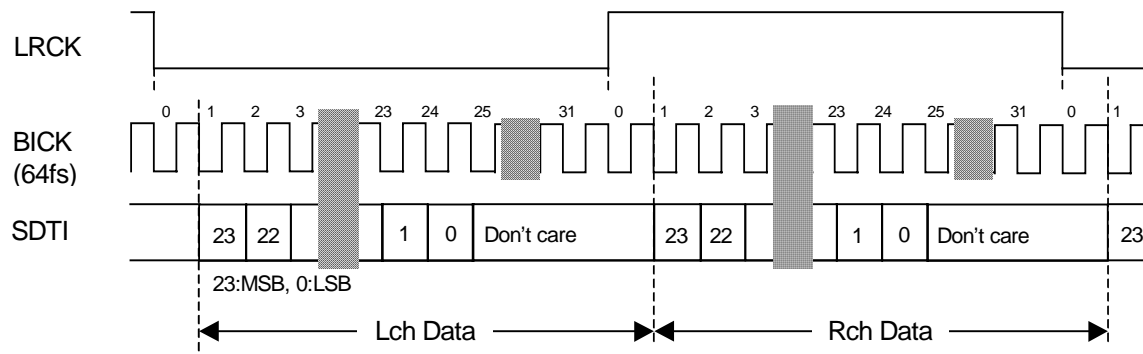 LRCK
0 1 2 3 23 24 25 31 0 1 2 3 23 24 25 31 0 1
BICK
(64fs)
SDTI 23 22 1 0 Don't care 23 22 1 0 Don't care 23
23:MSB, 0:LSB
Lch Data Rch Data